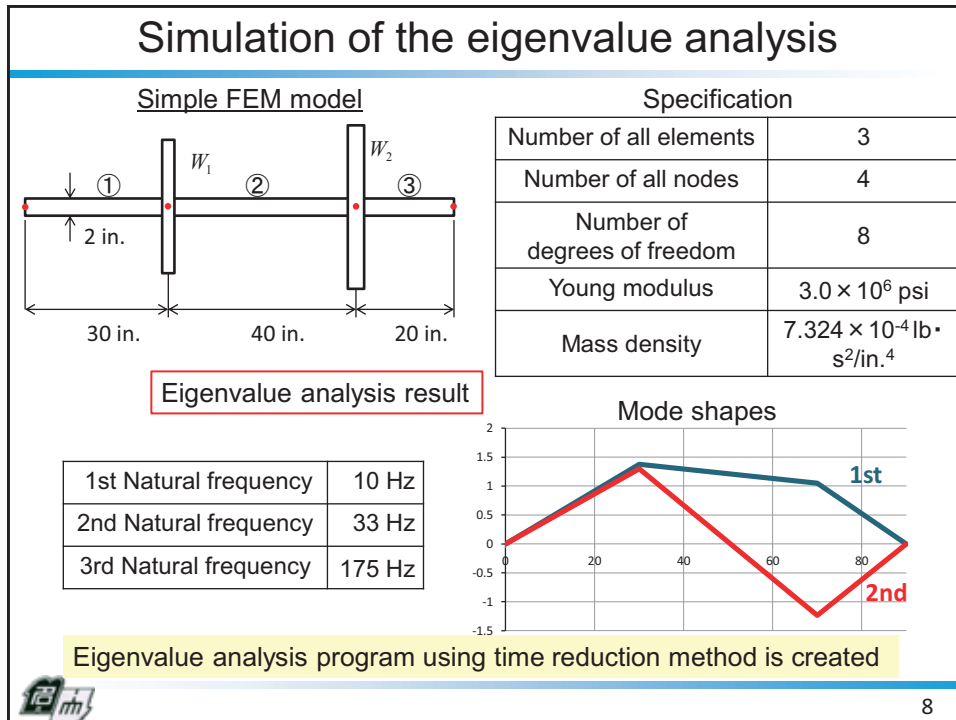 Simulation of the eigenvalue analysis
Simple FEM model
W₁
W₂
①
②
③
2 in.
30 in.
40 in.
20 in.
Specification
Number of all elements 3
Number of all nodes 4
Number of
degrees of freedom 8
Young modulus 3.0 × 10⁶ psi
Mass density 7.324 × 10⁻⁴ lb・
s²/in.⁴
Eigenvalue analysis result
1st Natural frequency 10 Hz
2nd Natural frequency 33 Hz
3rd Natural frequency 175 Hz
Mode shapes
2
1.5
1
0.5
0
-0.5
-1
-1.5
0 20 40 60 80
1st
2nd
Eigenvalue analysis program using time reduction method is created
8